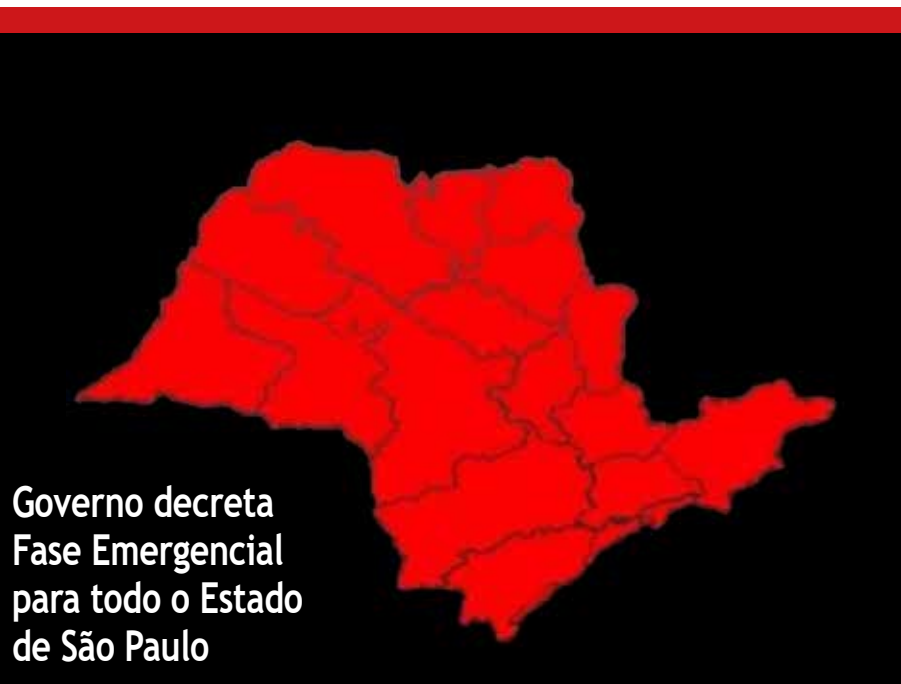 Governo decreta
Fase Emergencial
para todo o Estado
de São Paulo